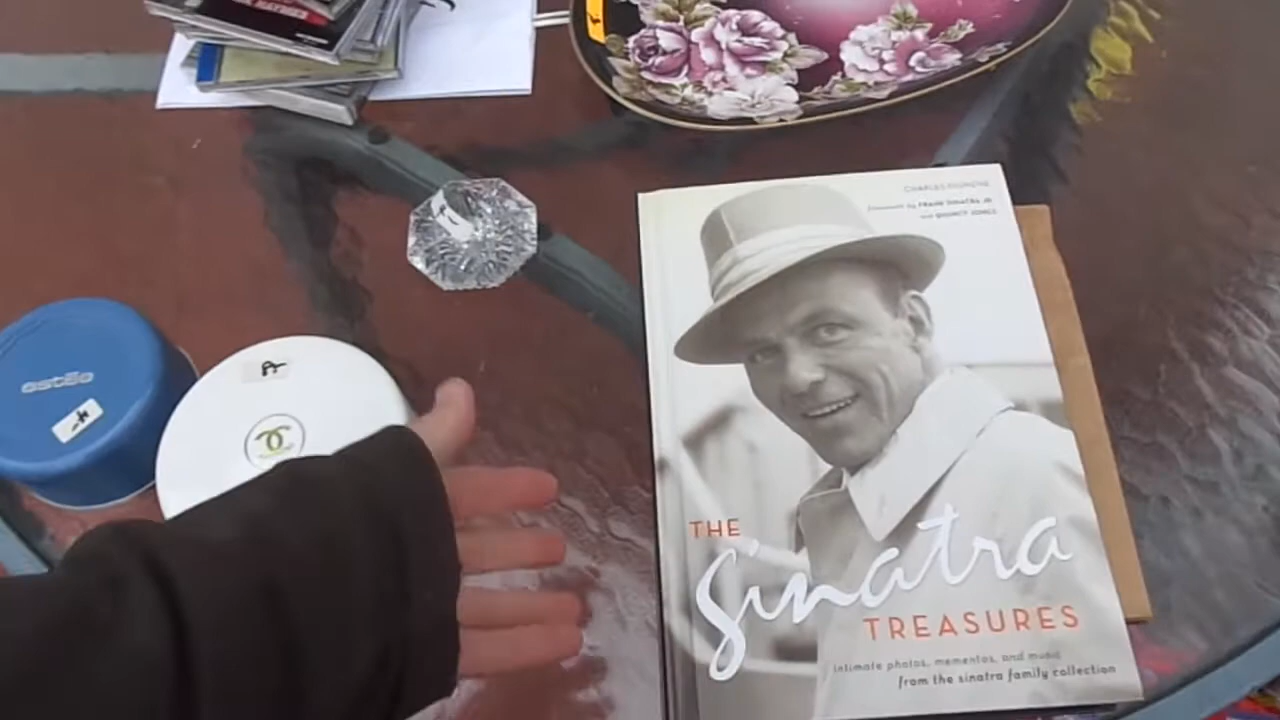 CHARLES PIGNONE
Foreword by FRANK SINATRA JR.
AND QUINCY JONES
ostëo
THE
Sinatra
TREASURES
intimate photos, mementos, and music
from the sinatra family collection